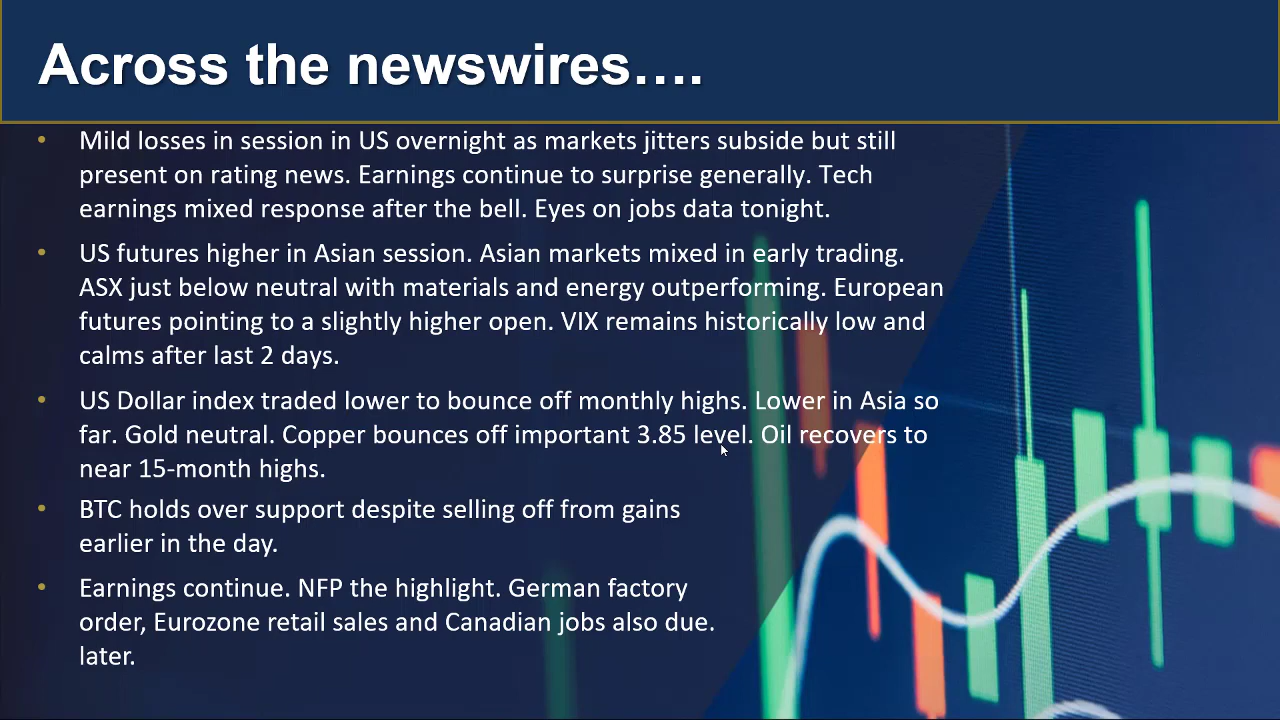 Across the newswires….
• Mild losses in session in US overnight as markets jitters subside but still
present on rating news. Earnings continue to surprise generally. Tech
earnings mixed response after the bell. Eyes on jobs data tonight.
• US futures higher in Asian session. Asian markets mixed in early trading.
ASX just below neutral with materials and energy outperforming. European
futures pointing to a slightly higher open. VIX remains historically low and
calms after last 2 days.
• US Dollar index traded lower to bounce off monthly highs. Lower in Asia so
far. Gold neutral. Copper bounces off important 3.85 level. Oil recovers to
near 15-month highs.
• BTC holds over support despite selling off from gains
earlier in the day.
• Earnings continue. NFP the highlight. German factory
order, Eurozone retail sales and Canadian jobs also due.
later.